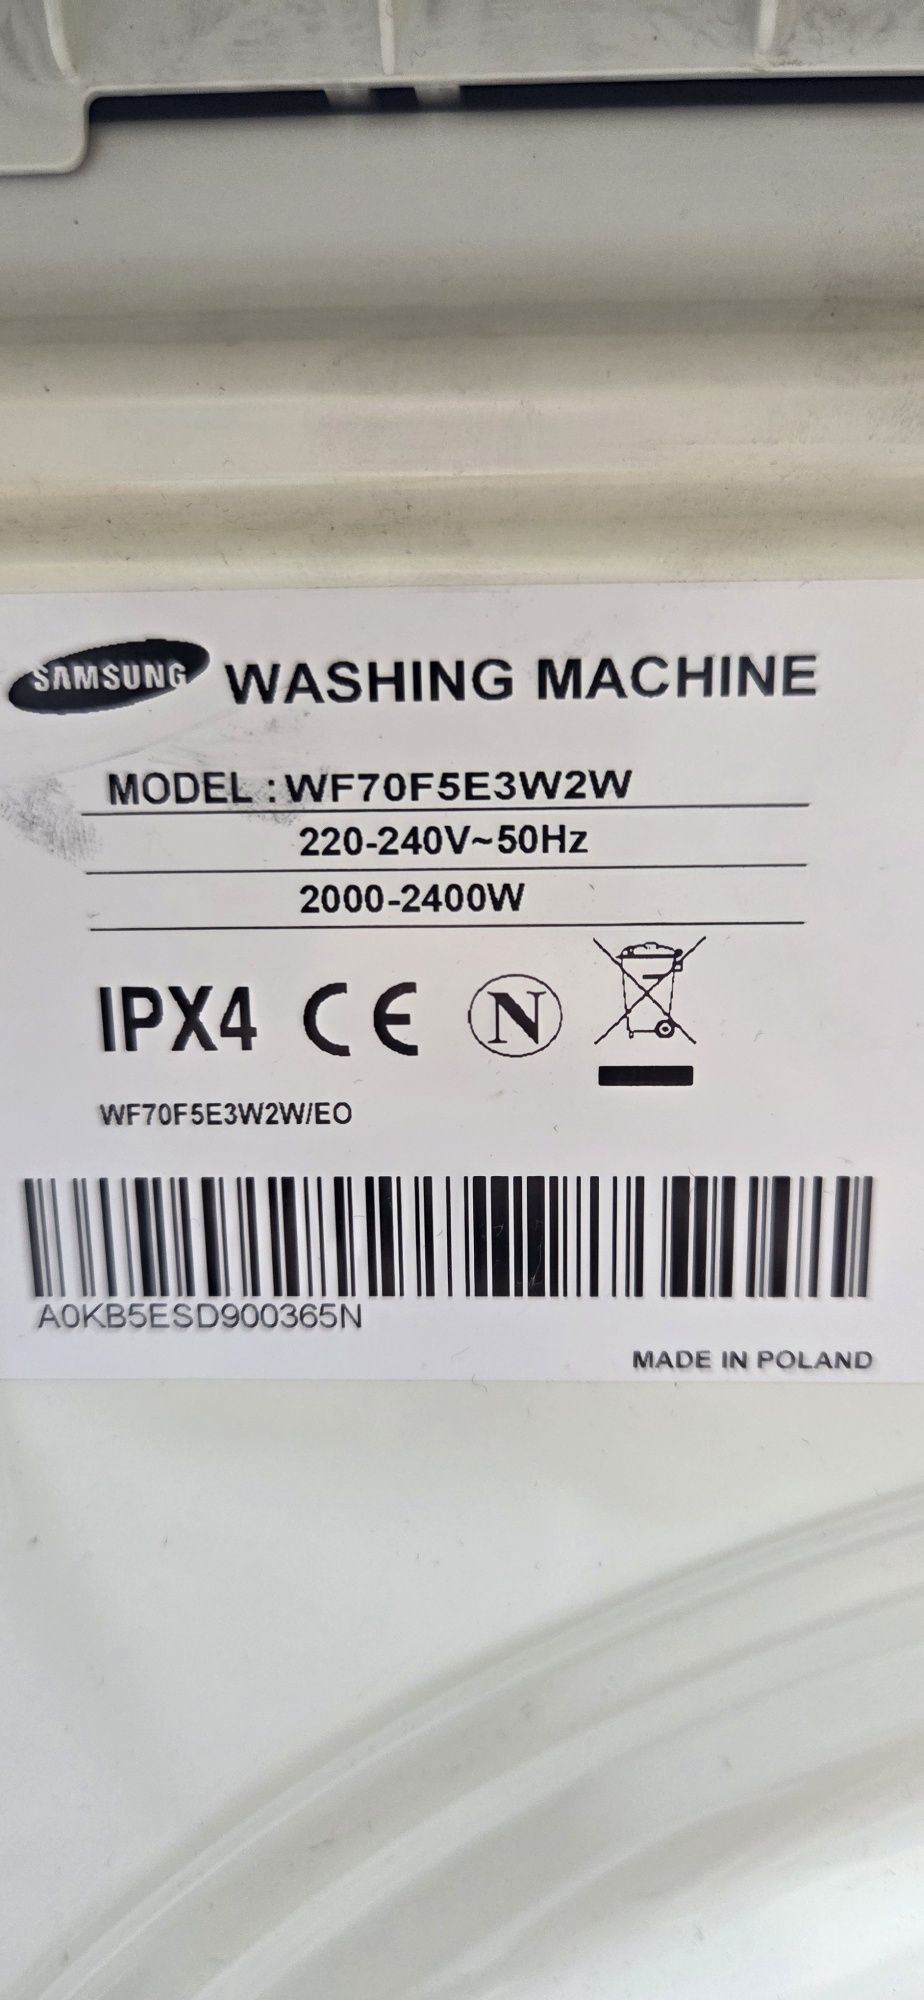 SAMSUNG WASHING MACHINE
MODEL : WF70F5E3W2W
220-240V~50Hz
2000-2400W
IPX4 CE N
WF70F5E3W2W/EO
A0KB5ESD900365N
MADE IN POLAND